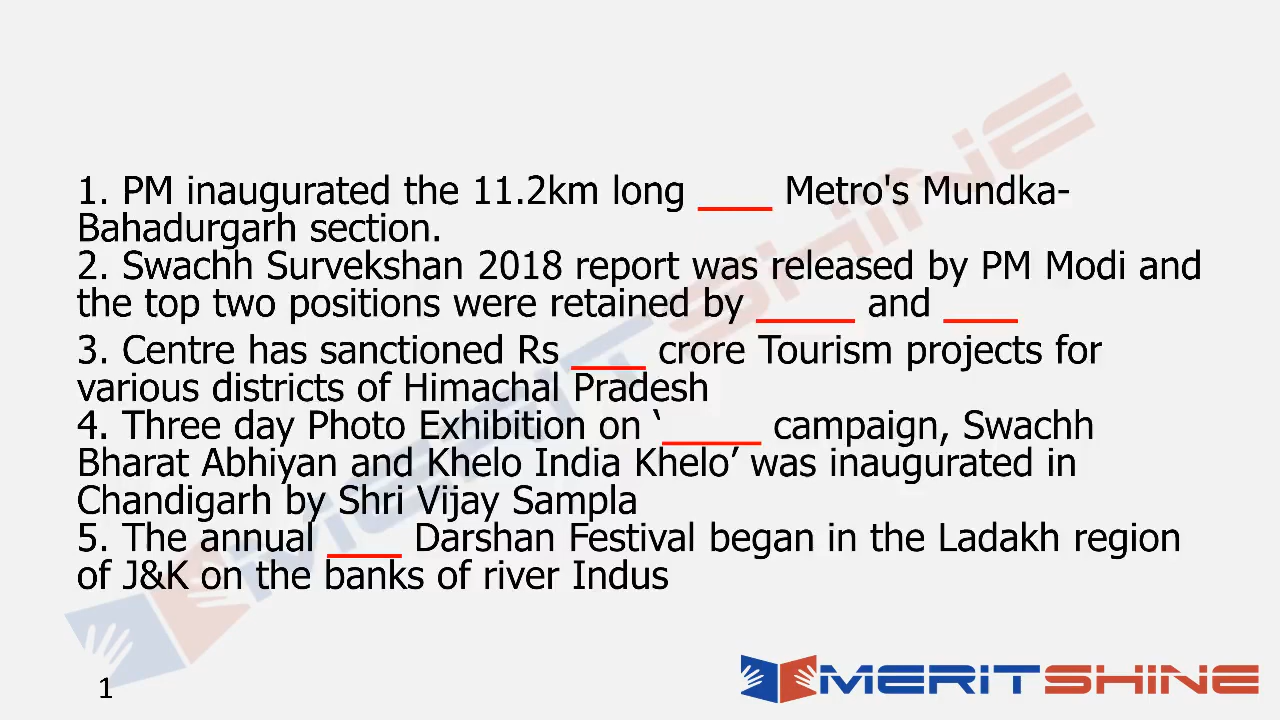 1. PM inaugurated the 11.2km long ____ Metro's Mundka-
Bahadurgarh section.
2. Swachh Survekshan 2018 report was released by PM Modi and
the top two positions were retained by ____ and ____
3. Centre has sanctioned Rs ____ crore Tourism projects for
various districts of Himachal Pradesh
4. Three day Photo Exhibition on ‘____ campaign, Swachh
Bharat Abhiyan and Khelo India Khelo’ was inaugurated in
Chandigarh by Shri Vijay Sampla
5. The annual ____ Darshan Festival began in the Ladakh region
of J&K on the banks of river Indus
1
MERITSHINE
MERITSHINE